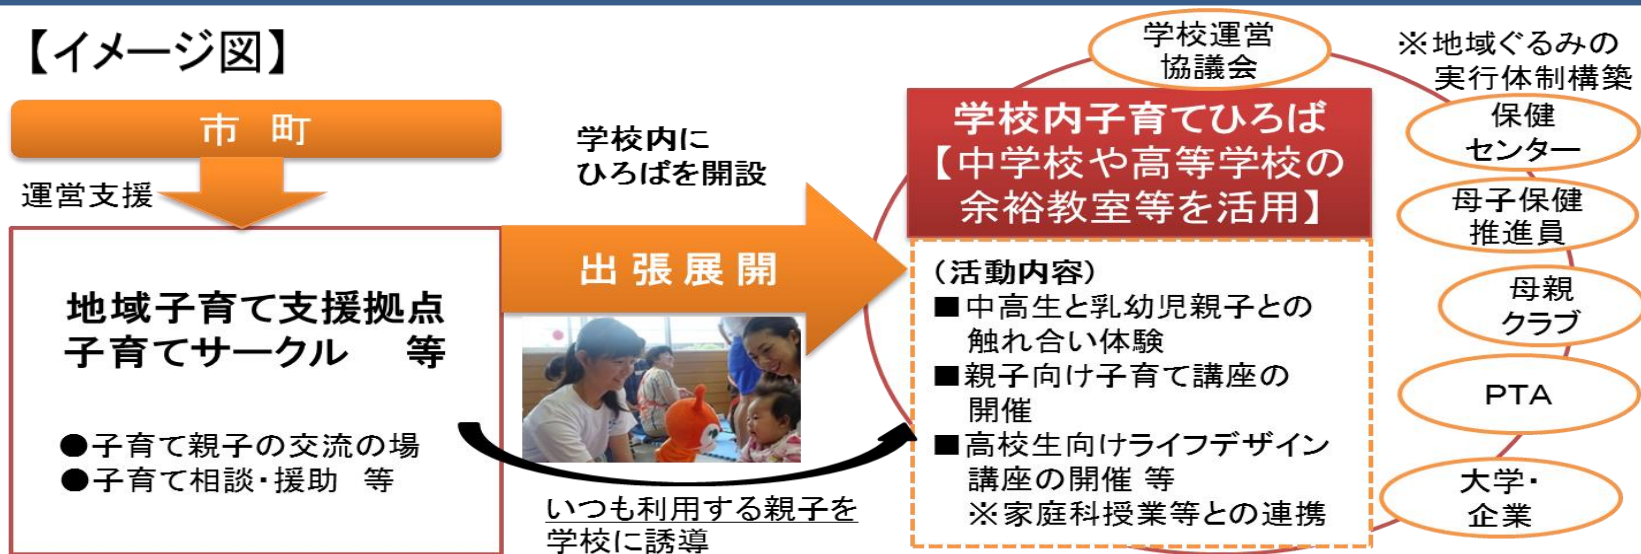 【イメージ図】
市 町
運営支援
地域子育て支援拠点
子育てサークル 等
●子育て親子の交流の場
●子育て相談・援助 等
学校内に
ひろばを開設
出張展開
いつも利用する親子を
学校に誘導
学校内子育てひろば
【中学校や高等学校の
余裕教室等を活用】
（活動内容）
■中高生と乳幼児親子との
触れ合い体験
■親子向け子育て講座の
開催
■高校生向けライフデザイン
講座の開催 等
※家庭科授業等との連携
学校運営
協議会
※地域ぐるみの
実行体制構築
保健
センター
母子保健
推進員
母親
クラブ
PTA
大学・
企業